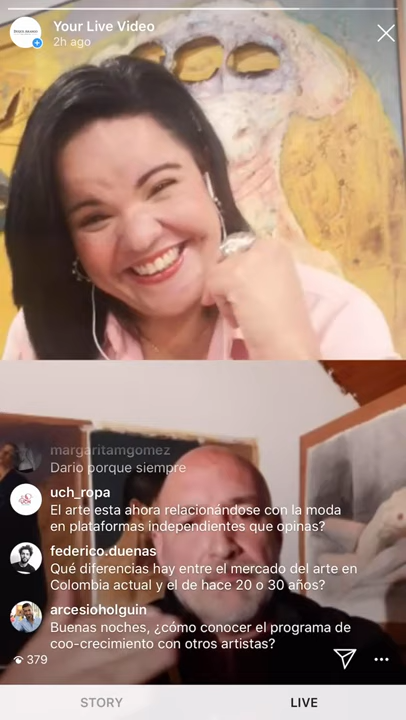 Your Live Video
2h ago
margaritamgomez
Dario porque siempre
uch_ropa
El arte esta ahora relacionándose con la moda
en plataformas independientes que opinas?
federico.duenas
Qué diferencias hay entre el mercado del arte en
Colombia actual y el de hace 20 o 30 años?
arcesioholguin
Buenas noches, ¿cómo conocer el programa de
coo-crecimiento con otros artistas?
379
STORY
LIVE